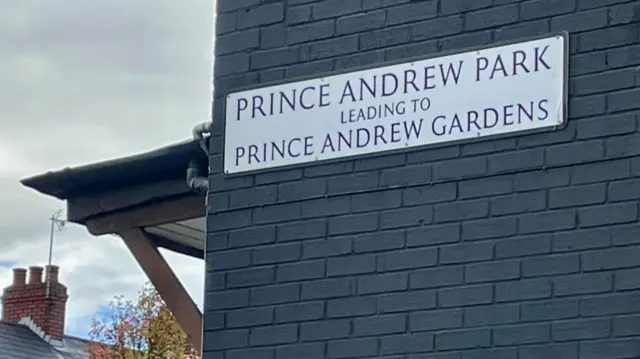 PRINCE ANDREW PARK
LEADING TO
PRINCE ANDREW GARDENS